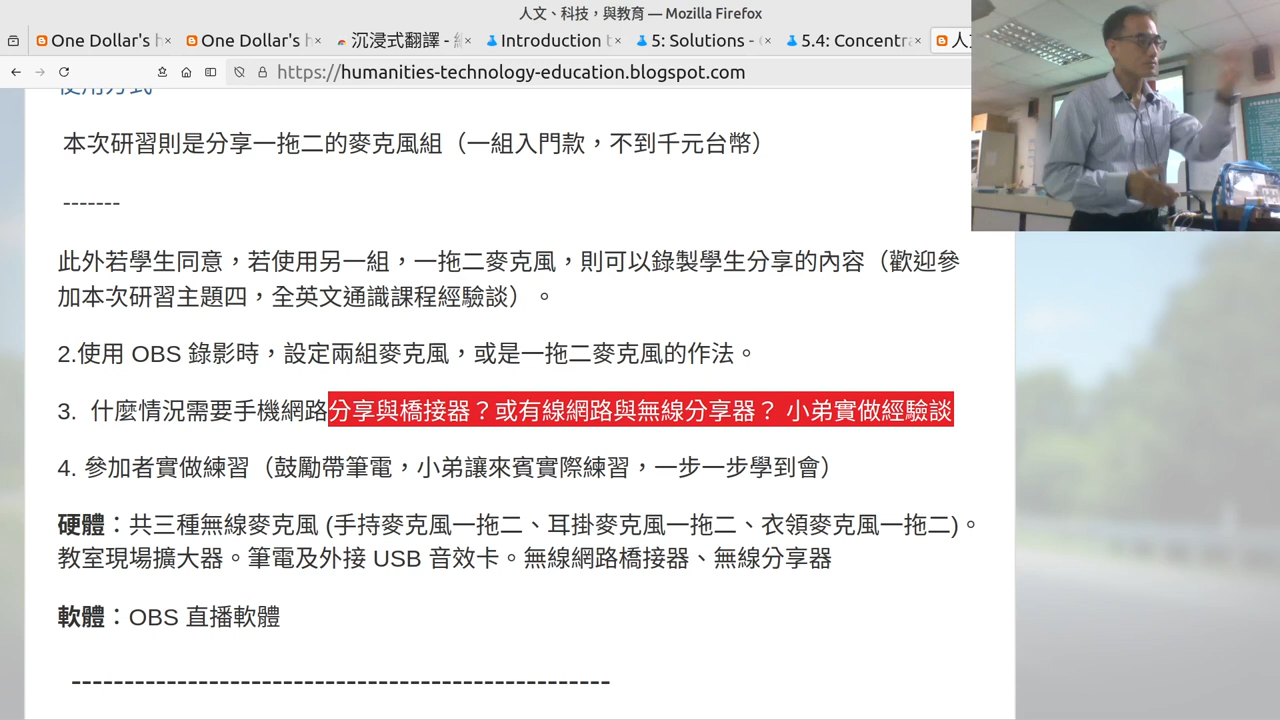 人文、科技，與教育 — Mozilla Firefox
One Dollar's h
One Dollar's h
沉浸式翻譯 -
Introduction t
5: Solutions -
5.4: Concentra
https://humanities-technology-education.blogspot.com
使用方式
本次研習則是分享一拖二的麥克風組（一組入門款，不到千元台幣）
-------
此外若學生同意，若使用另一組，一拖二麥克風，則可以錄製學生分享的內容（歡迎參
加本次研習主題四，全英文通識課程經驗談）。
2.使用 OBS 錄影時，設定兩組麥克風，或是一拖二麥克風的作法。
3. 什麼情況需要手機網路分享與橋接器？或有線網路與無線分享器？ 小弟實做經驗談
4. 參加者實做練習（鼓勵帶筆電，小弟讓來賓實際練習，一步一步學到會）
硬體：共三種無線麥克風 (手持麥克風一拖二、耳掛麥克風一拖二、衣領麥克風一拖二)。
教室現場擴大器。筆電及外接 USB 音效卡。無線網路橋接器、無線分享器
軟體：OBS 直播軟體
---------------------------------------------------